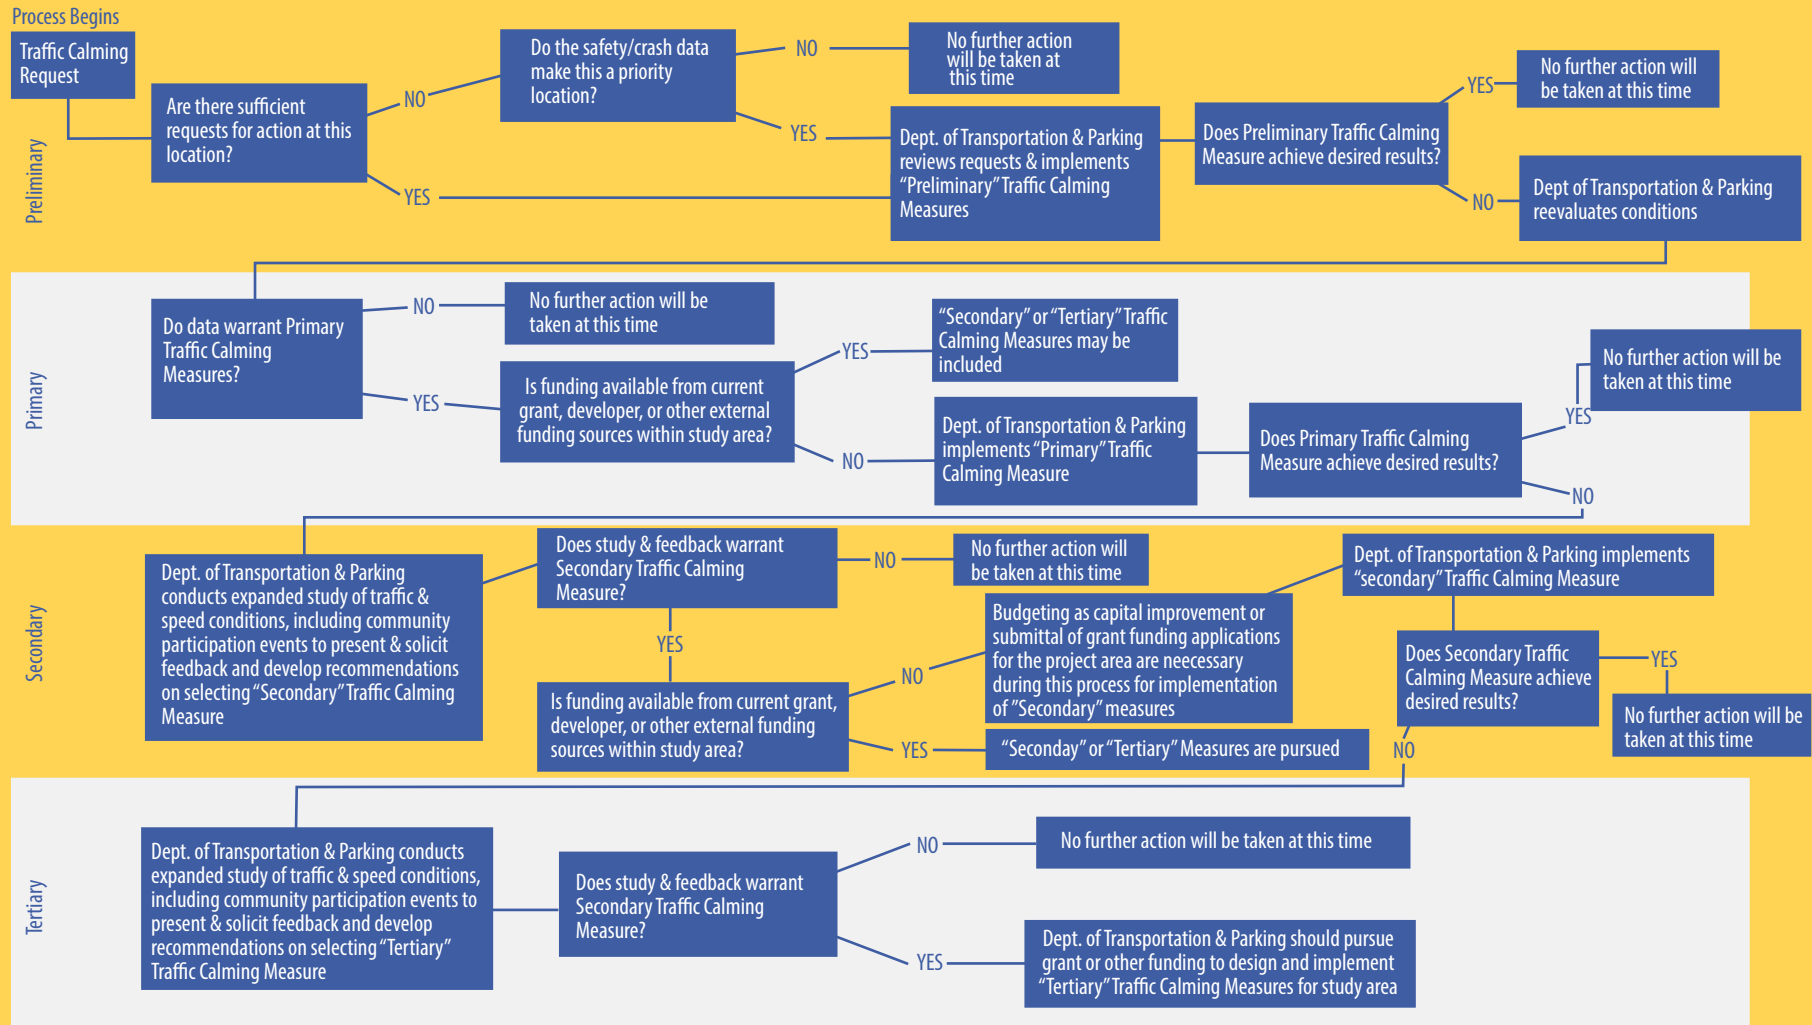 Process Begins
Traffic Calming
Request
Preliminary
Are there sufficient
requests for action at this
location?
NO
YES
Do the safety/crash data
make this a priority
location?
NO
YES
No further action
will be taken at
this time
Dept. of Transportation & Parking
reviews requests & implements
“Preliminary” Traffic Calming
Measures
Does Preliminary Traffic Calming
Measure achieve desired results?
YES
NO
No further action will
be taken at this time
Dept of Transportation & Parking
reevaluates conditions
Primary
Do data warrant Primary
Traffic Calming
Measures?
NO
YES
No further action will be
taken at this time
Is funding available from current
grant, developer, or other external
funding sources within study area?
YES
NO
“Secondary” or “Tertiary” Traffic
Calming Measures may be
included
Dept. of Transportation & Parking
implements “Primary” Traffic
Calming Measure
Does Primary Traffic Calming
Measure achieve desired results?
YES
NO
No further action will be
taken at this time
Secondary
Dept. of Transportation & Parking
conducts expanded study of traffic &
speed conditions, including community
participation events to present & solicit
feedback and develop recommendations
on selecting “Secondary” Traffic Calming
Measure
Does study & feedback warrant
Secondary Traffic Calming
Measure?
NO
YES
No further action will
be taken at this time
Is funding available from current grant,
developer, or other external funding
sources within study area?
NO
YES
Budgeting as capital improvement or
submittal of grant funding applications
for the project area are neecessary
during this process for implementation
of ”Secondary” measures
“Seconday” or “Tertiary” Measures are pursued
Dept. of Transportation & Parking implements
“secondary” Traffic Calming Measure
Does Secondary Traffic
Calming Measure achieve
desired results?
YES
NO
No further action will be
taken at this time
Tertiary
Dept. of Transportation & Parking conducts
expanded study of traffic & speed conditions,
including community participation events to
present & solicit feedback and develop
recommendations on selecting “Tertiary”
Traffic Calming Measure
Does study & feedback warrant
Secondary Traffic Calming
Measure?
NO
YES
No further action will be taken at this time
Dept. of Transportation & Parking should pursue
grant or other funding to design and implement
“Tertiary” Traffic Calming Measures for study area